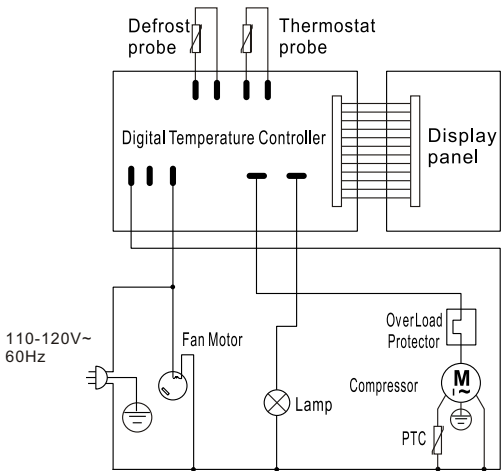 Defrost
probe
Thermostat
probe
Digital Temperature Controller
Display
panel
110-120V~
60Hz
Fan Motor
Lamp
OverLoad
Protector
Compressor
M
~
PTC